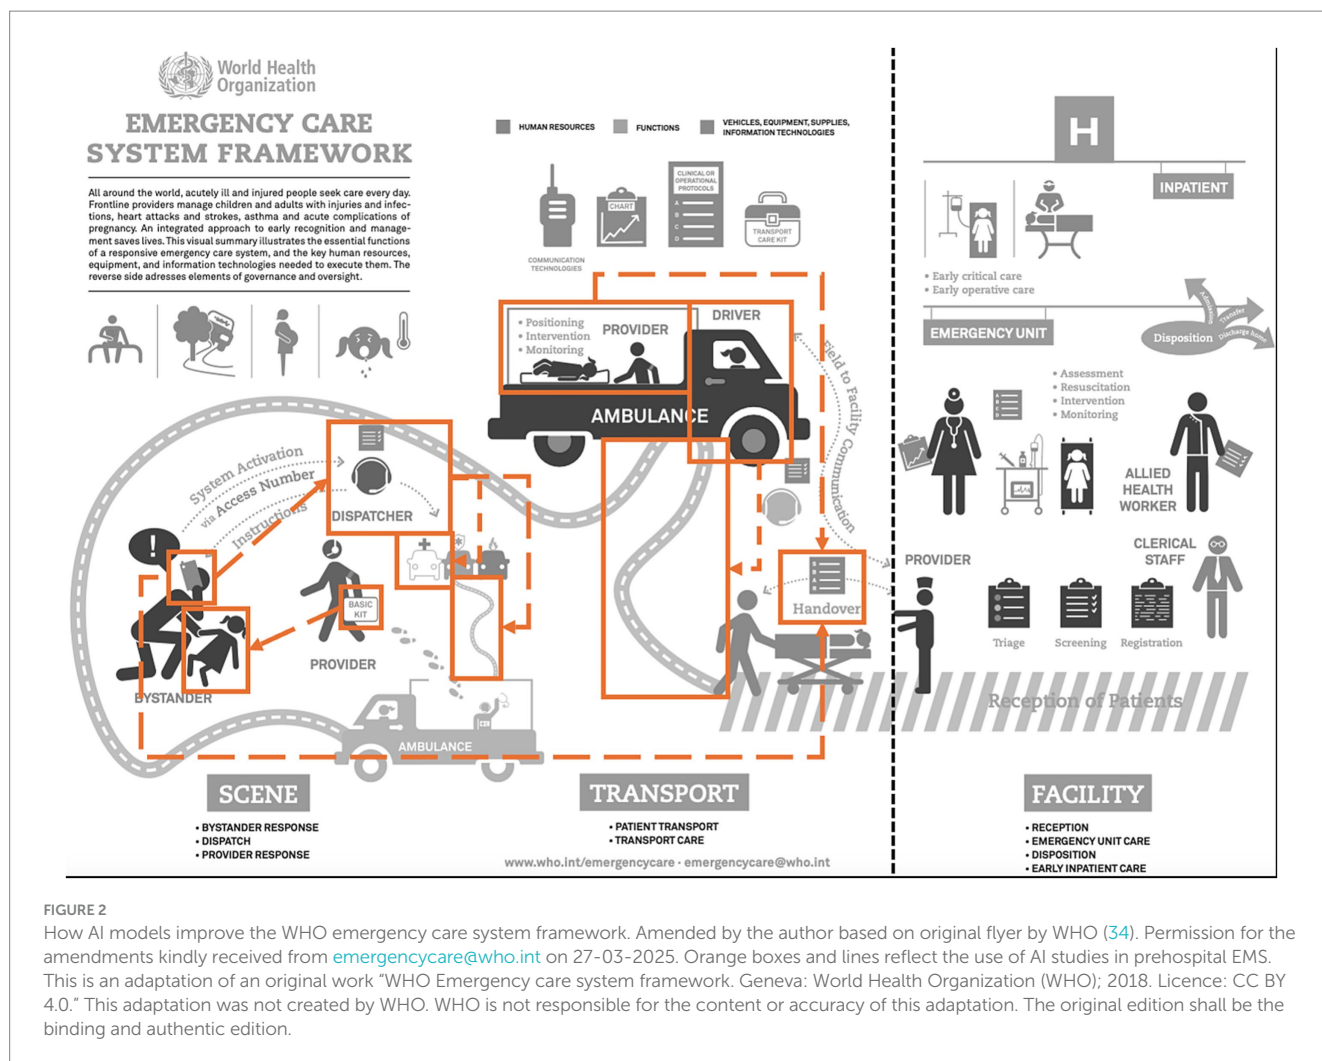 World Health
Organization
EMERGENCY CARE
SYSTEM FRAMEWORK
All around the world, acutely ill and injured people seek care every day.
Frontline providers manage children and adults with injuries and infec-
tions, heart attacks and strokes, asthma and acute complications of
pregnancy. An integrated approach to early recognition and manage-
ment saves lives. This visual summary illustrates the essential functions
of a responsive emergency care system, and the key human resources,
equipment, and information technologies needed to execute them. The
reverse side adresses elements of governance and oversight.
HUMAN RESOURCES
FUNCTIONS
VEHICLES, EQUIPMENT, SUPPLIES,
INFORMATION TECHNOLOGIES
COMMUNICATION
TECHNOLOGIES
CHART
CLINICAL OR
OPERATIONAL
PROTOCOLS
A
B
C
D
TRANSPORT
CARE KIT
• Positioning
• Intervention
• Monitoring
PROVIDER
DRIVER
AMBULANCE
Field to Facility Communication
System Activation
via Access Number
Instructions
!
DISPATCHER
BASIC
KIT
PROVIDER
BYSTANDER
AMBULANCE
Handover
H
INPATIENT
• Early critical care
• Early operative care
EMERGENCY UNIT
Disposition
Admission
Transfer
Discharge home
• Assessment
• Resuscitation
• Intervention
• Monitoring
ALLIED
HEALTH
WORKER
PROVIDER
CLERICAL
STAFF
Triage
Screening
Registration
Reception of Patients
SCENE
• BYSTANDER RESPONSE
• DISPATCH
• PROVIDER RESPONSE
TRANSPORT
• PATIENT TRANSPORT
• TRANSPORT CARE
www.who.int/emergencycare · emergencycare@who.int
FACILITY
• RECEPTION
• EMERGENCY UNIT CARE
• DISPOSITION
• EARLY INPATIENT CARE
FIGURE 2
How AI models improve the WHO emergency care system framework. Amended by the author based on original flyer by WHO (34). Permission for the
amendments kindly received from emergencycare@who.int on 27-03-2025. Orange boxes and lines reflect the use of AI studies in prehospital EMS.
This is an adaptation of an original work “WHO Emergency care system framework. Geneva: World Health Organization (WHO); 2018. Licence: CC BY
4.0.” This adaptation was not created by WHO. WHO is not responsible for the content or accuracy of this adaptation. The original edition shall be the
binding and authentic edition.